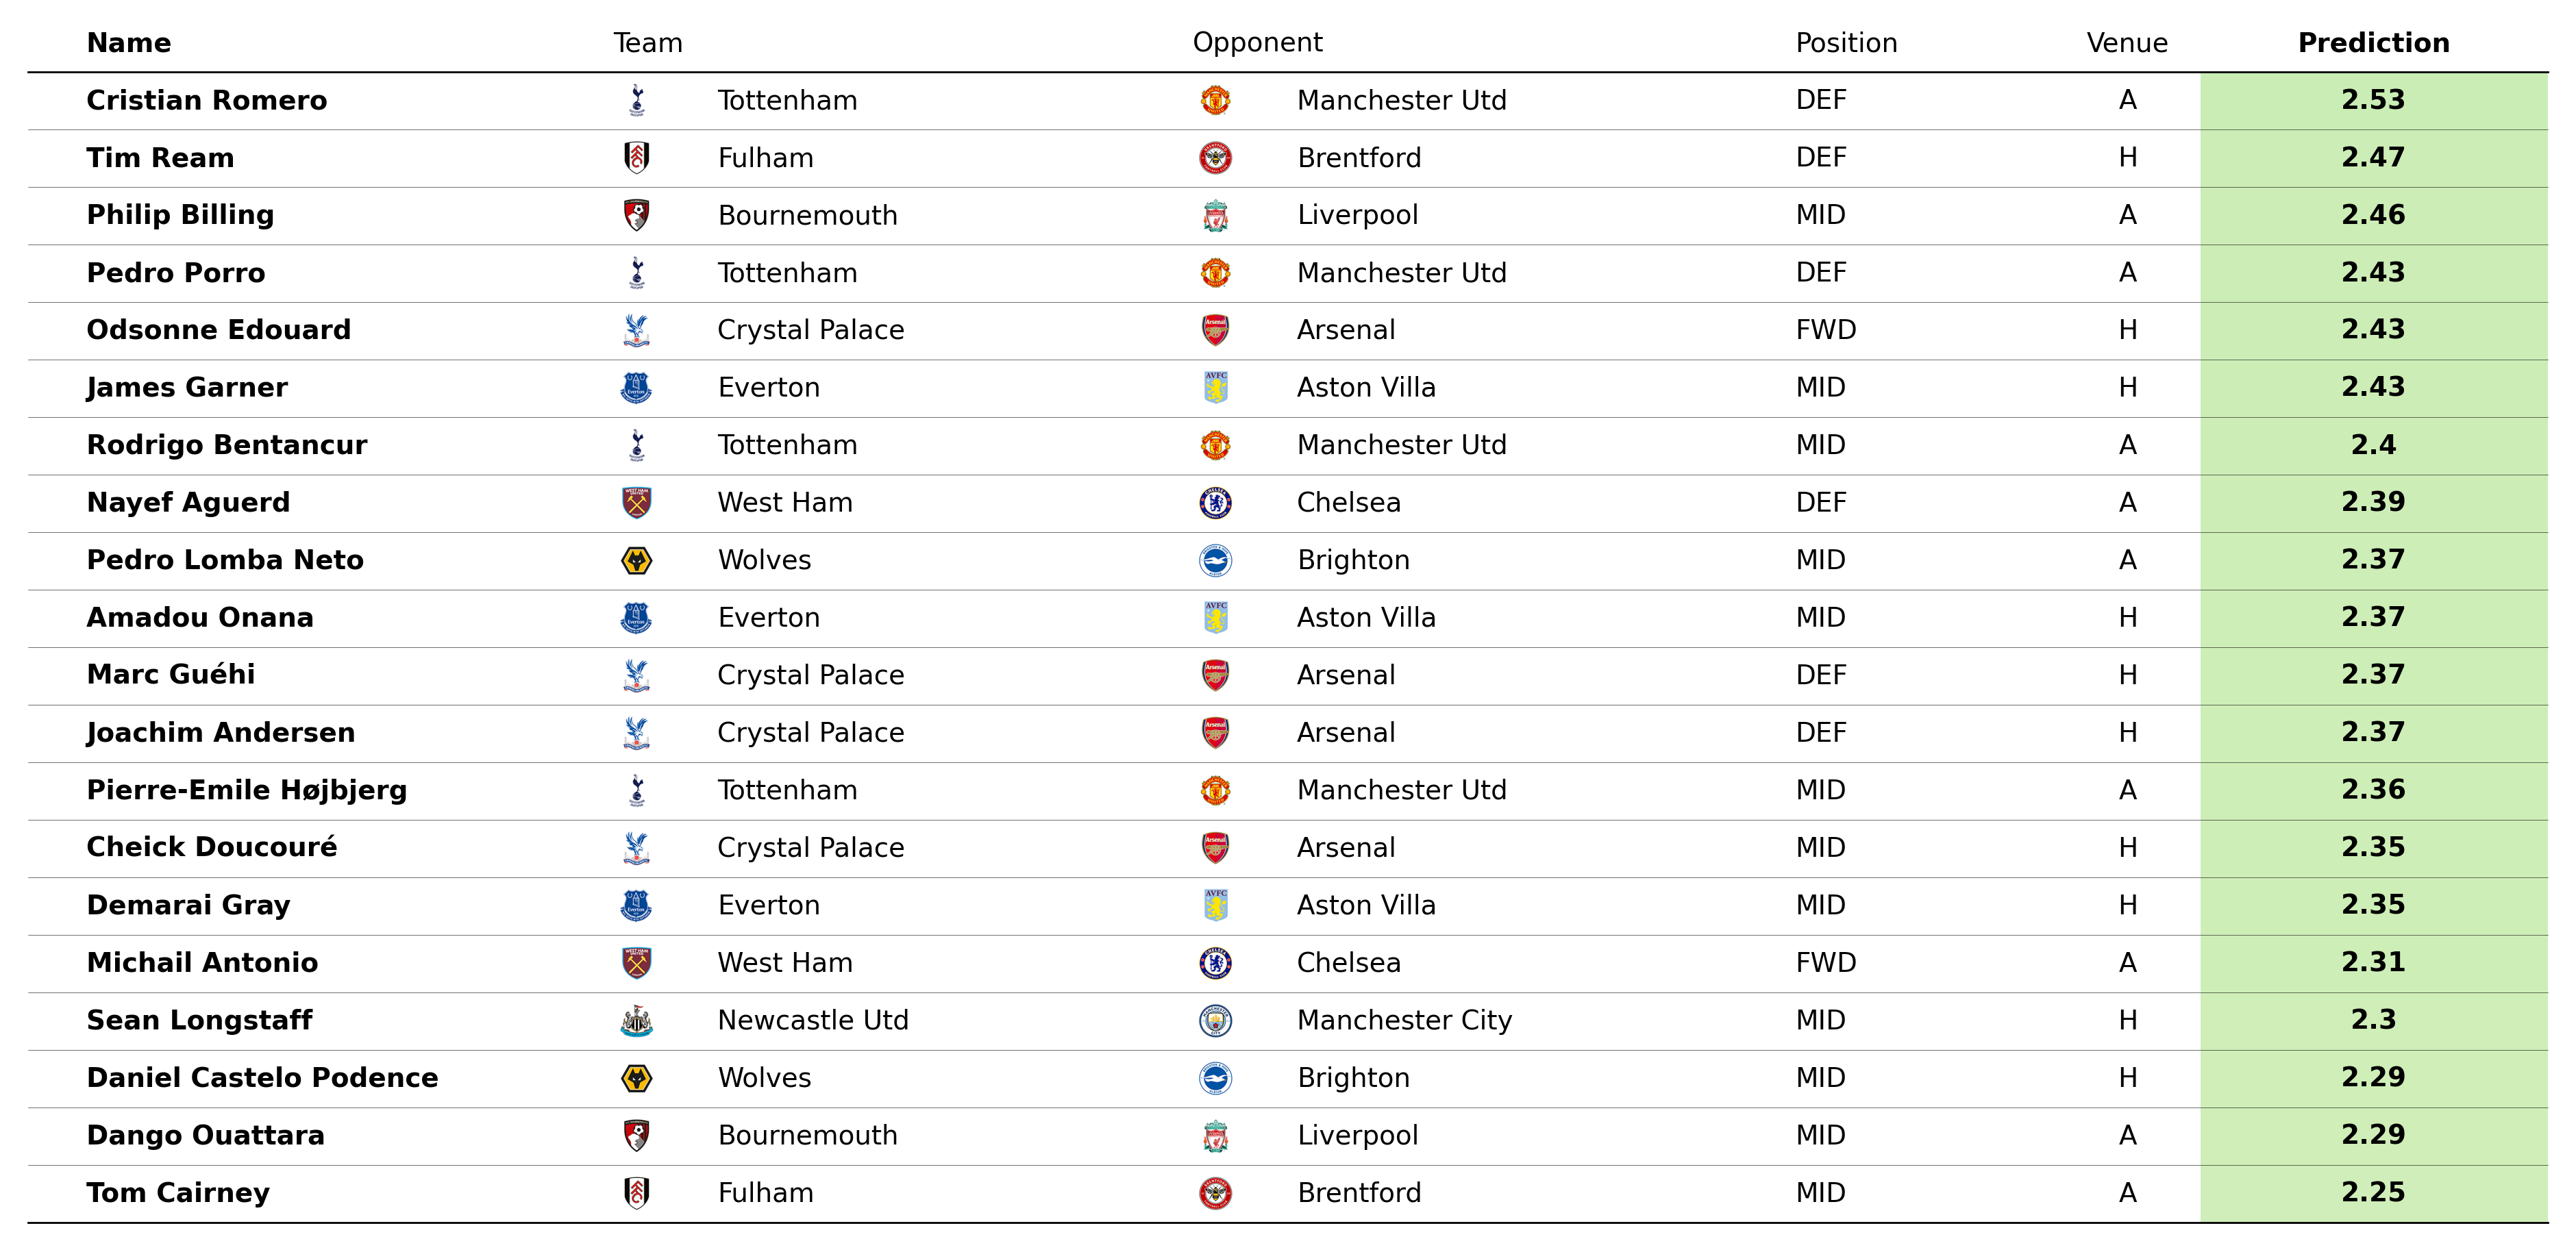 Name Team Opponent Position Venue Prediction
Cristian Romero Tottenham Manchester Utd DEF A 2.53
Tim Ream Fulham Brentford DEF H 2.47
Philip Billing Bournemouth Liverpool MID A 2.46
Pedro Porro Tottenham Manchester Utd DEF A 2.43
Odsonne Edouard Crystal Palace Arsenal FWD H 2.43
James Garner Everton Aston Villa MID H 2.43
Rodrigo Bentancur Tottenham Manchester Utd MID A 2.4
Nayef Aguerd West Ham Chelsea DEF A 2.39
Pedro Lomba Neto Wolves Brighton MID A 2.37
Amadou Onana Everton Aston Villa MID H 2.37
Marc Guéhi Crystal Palace Arsenal DEF H 2.37
Joachim Andersen Crystal Palace Arsenal DEF H 2.37
Pierre-Emile Højbjerg Tottenham Manchester Utd MID A 2.36
Cheick Doucouré Crystal Palace Arsenal MID H 2.35
Demarai Gray Everton Aston Villa MID H 2.35
Michail Antonio West Ham Chelsea FWD A 2.31
Sean Longstaff Newcastle Utd Manchester City MID H 2.3
Daniel Castelo Podence Wolves Brighton MID H 2.29
Dango Ouattara Bournemouth Liverpool MID A 2.29
Tom Cairney Fulham Brentford MID A 2.25